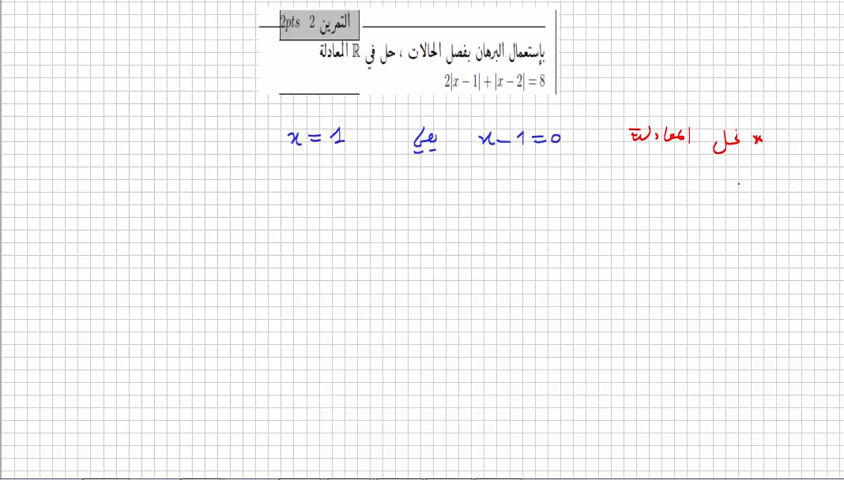 التمرين 2 2pts
بإستعمال البرهان بفصل الحالات ، حل في ℝ المعادلة
2|x − 1| + |x − 2| = 8
* نحل المعادلة x − 1 = 0 يعني x = 1